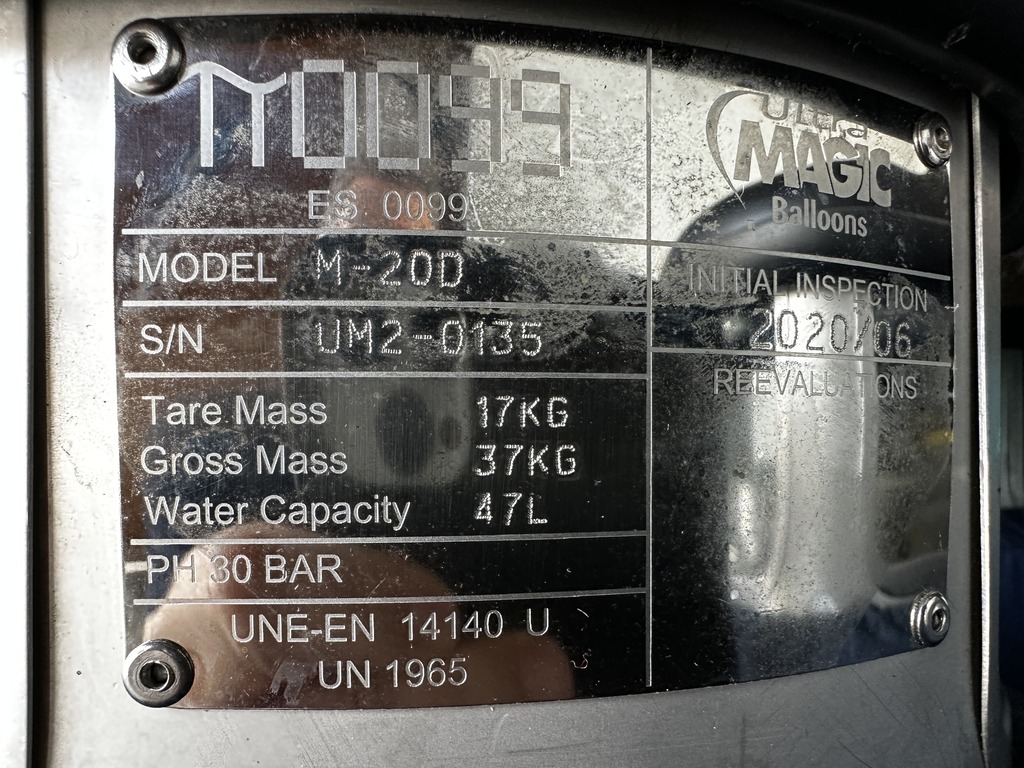 π0099
ES 0099
ULTRA
MAGIC
Balloons
MODEL M-20D
S/N UM2-0135
INITIAL INSPECTION
2020/06
REEVALUATIONS
Tare Mass 17KG
Gross Mass 37KG
Water Capacity 47L
PH 30 BAR
UNE-EN 14140 U
UN 1965